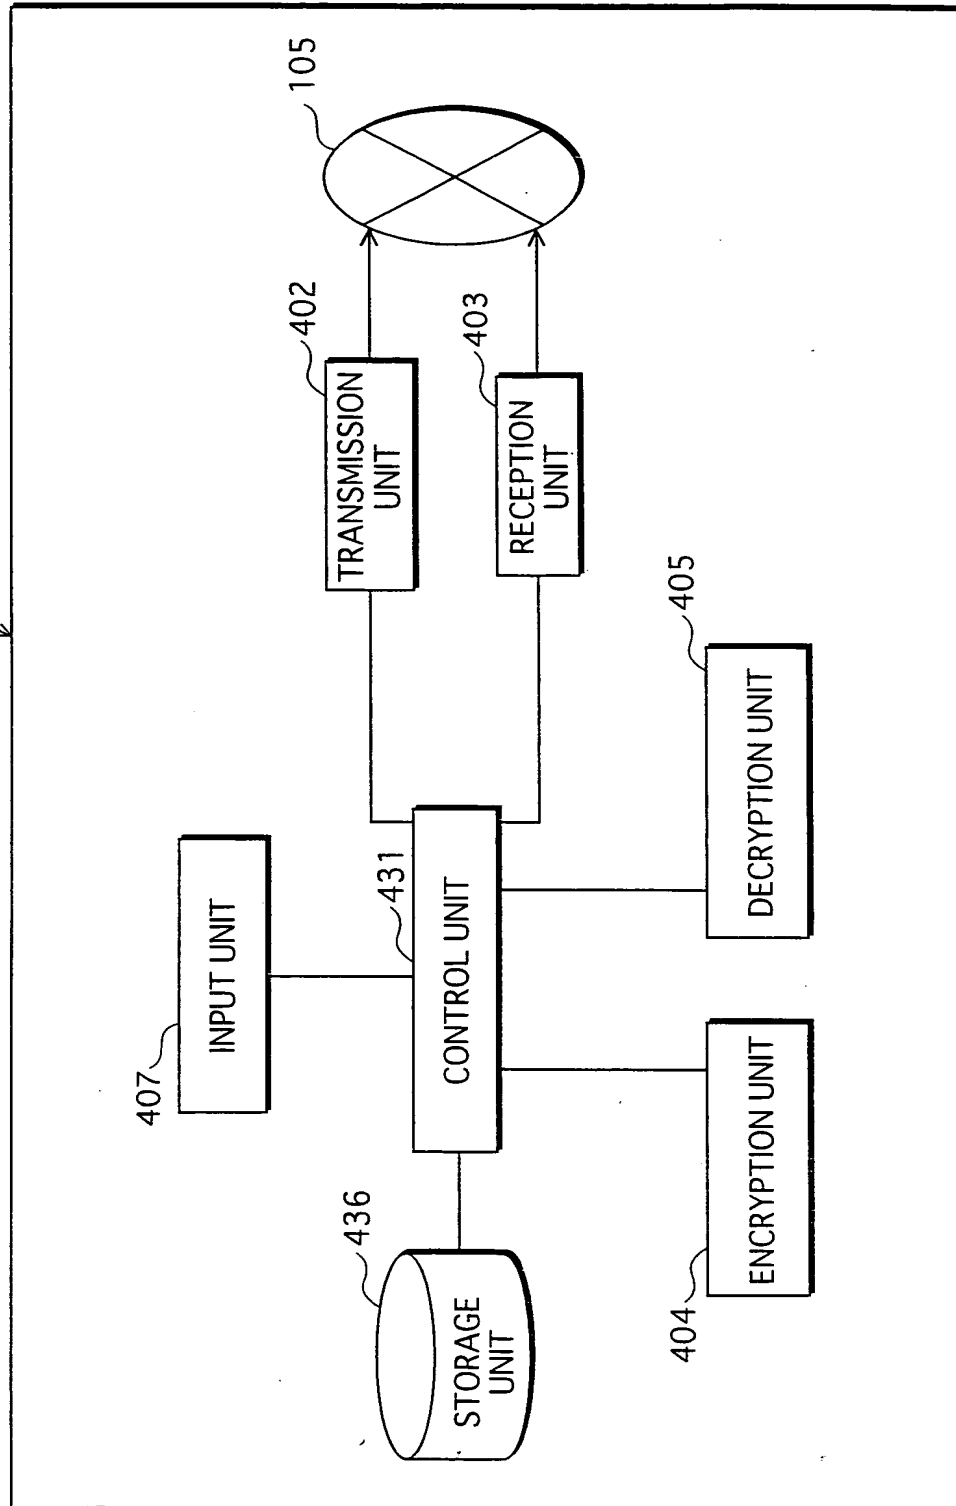 105
402
TRANSMISSION
UNIT
403
RECEPTION
UNIT
407
INPUT UNIT
431
CONTROL UNIT
405
DECRYPTION UNIT
436
STORAGE
UNIT
404
ENCRYPTION UNIT